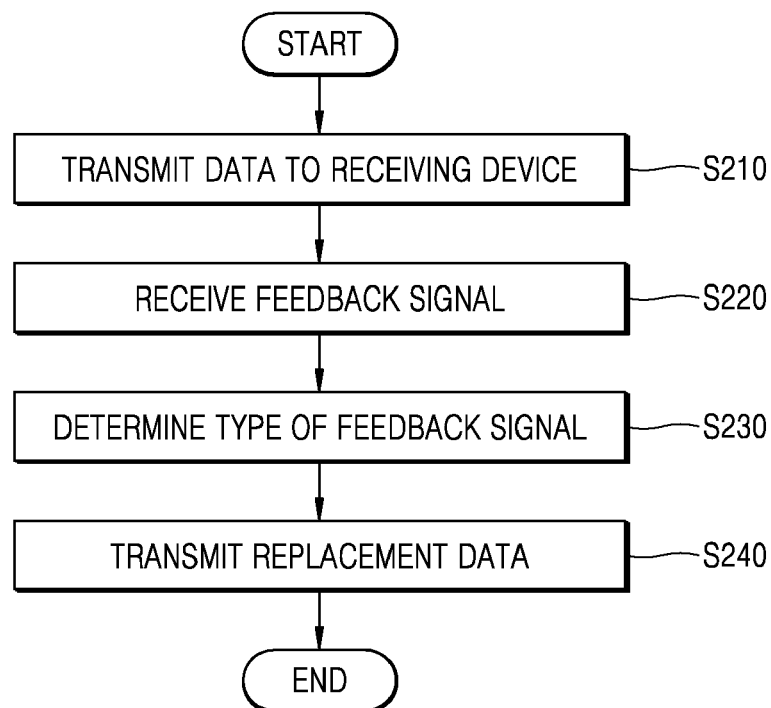 START
TRANSMIT DATA TO RECEIVING DEVICE
S210
RECEIVE FEEDBACK SIGNAL
S220
DETERMINE TYPE OF FEEDBACK SIGNAL
S230
TRANSMIT REPLACEMENT DATA
S240
END